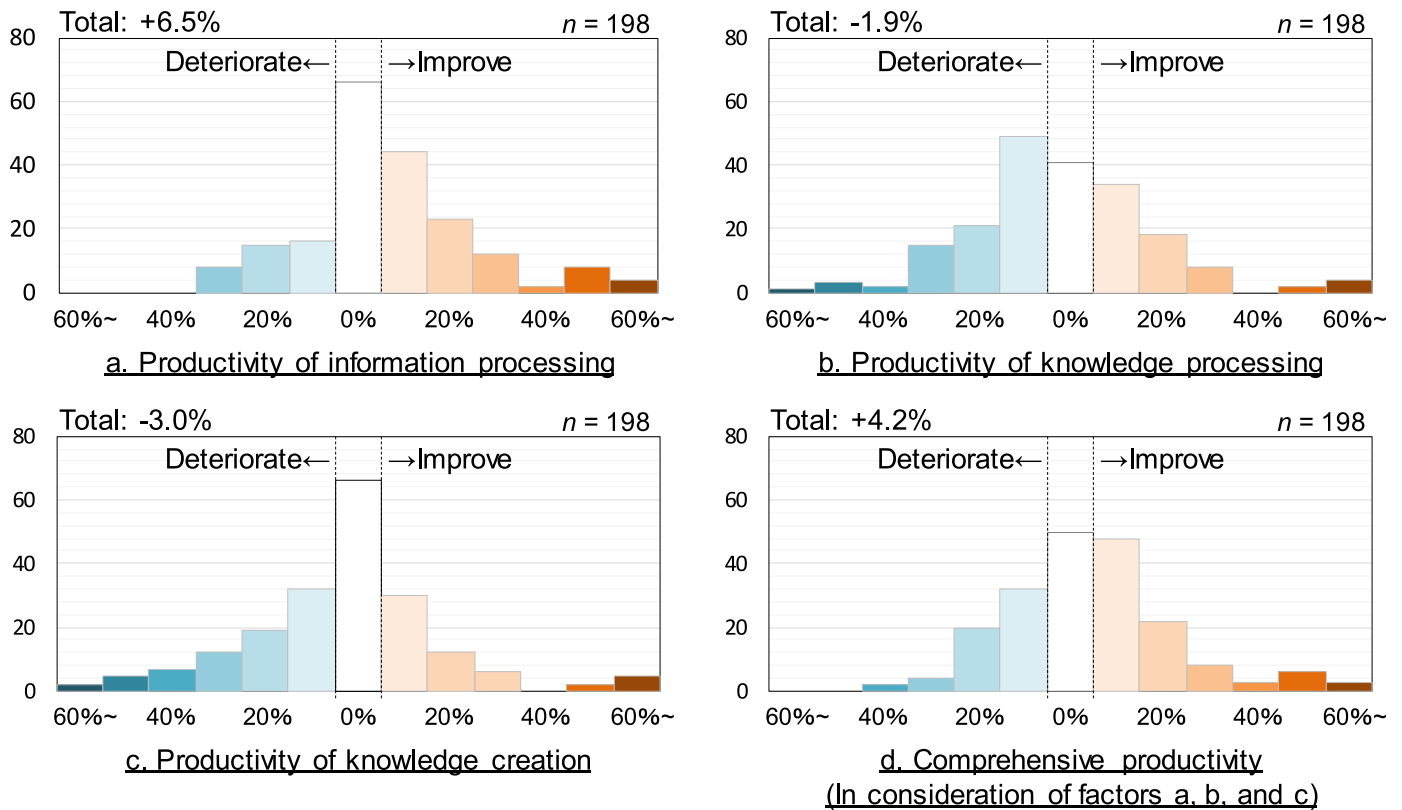 Total: +6.5%
n = 198
Deteriorate← →Improve
80
60
40
20
0
60%~ 40% 20% 0% 20% 40% 60%~
a. Productivity of information processing
Total: -1.9%
n = 198
Deteriorate← →Improve
80
60
40
20
0
60%~ 40% 20% 0% 20% 40% 60%~
b. Productivity of knowledge processing
Total: -3.0%
n = 198
Deteriorate← →Improve
80
60
40
20
0
60%~ 40% 20% 0% 20% 40% 60%~
c. Productivity of knowledge creation
Total: +4.2%
n = 198
Deteriorate← →Improve
80
60
40
20
0
60%~ 40% 20% 0% 20% 40% 60%~
d. Comprehensive productivity
(In consideration of factors a, b, and c)